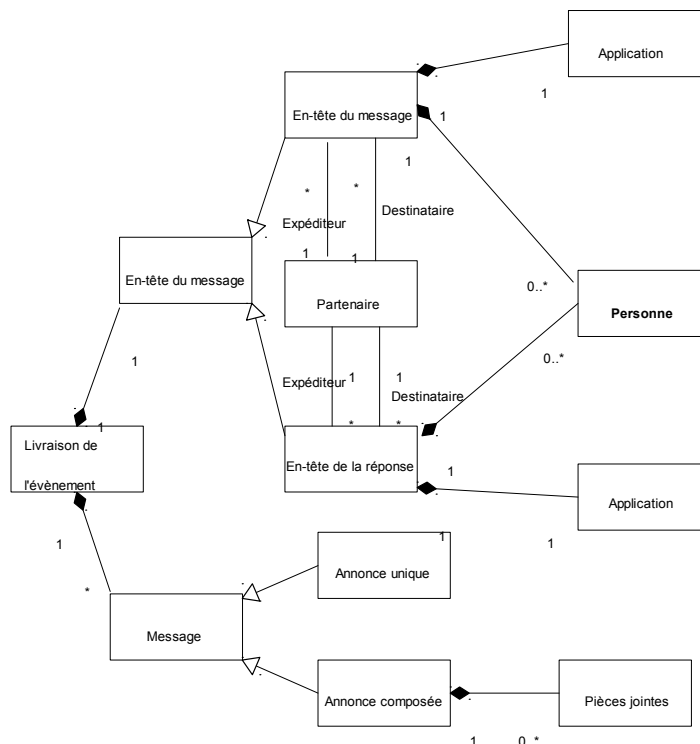 Application
1
En-tête du message
1
1
*
*
Expéditeur
Destinataire
1
1
En-tête du message
Partenaire
0..*
Personne
1
Expéditeur
1
1
Destinataire
0..*
1
*
*
Livraison de
l'évènement
En-tête de la réponse
1
Application
1
1
1
*
Annonce unique
Message
Annonce composée
Pièces jointes
1
0..*